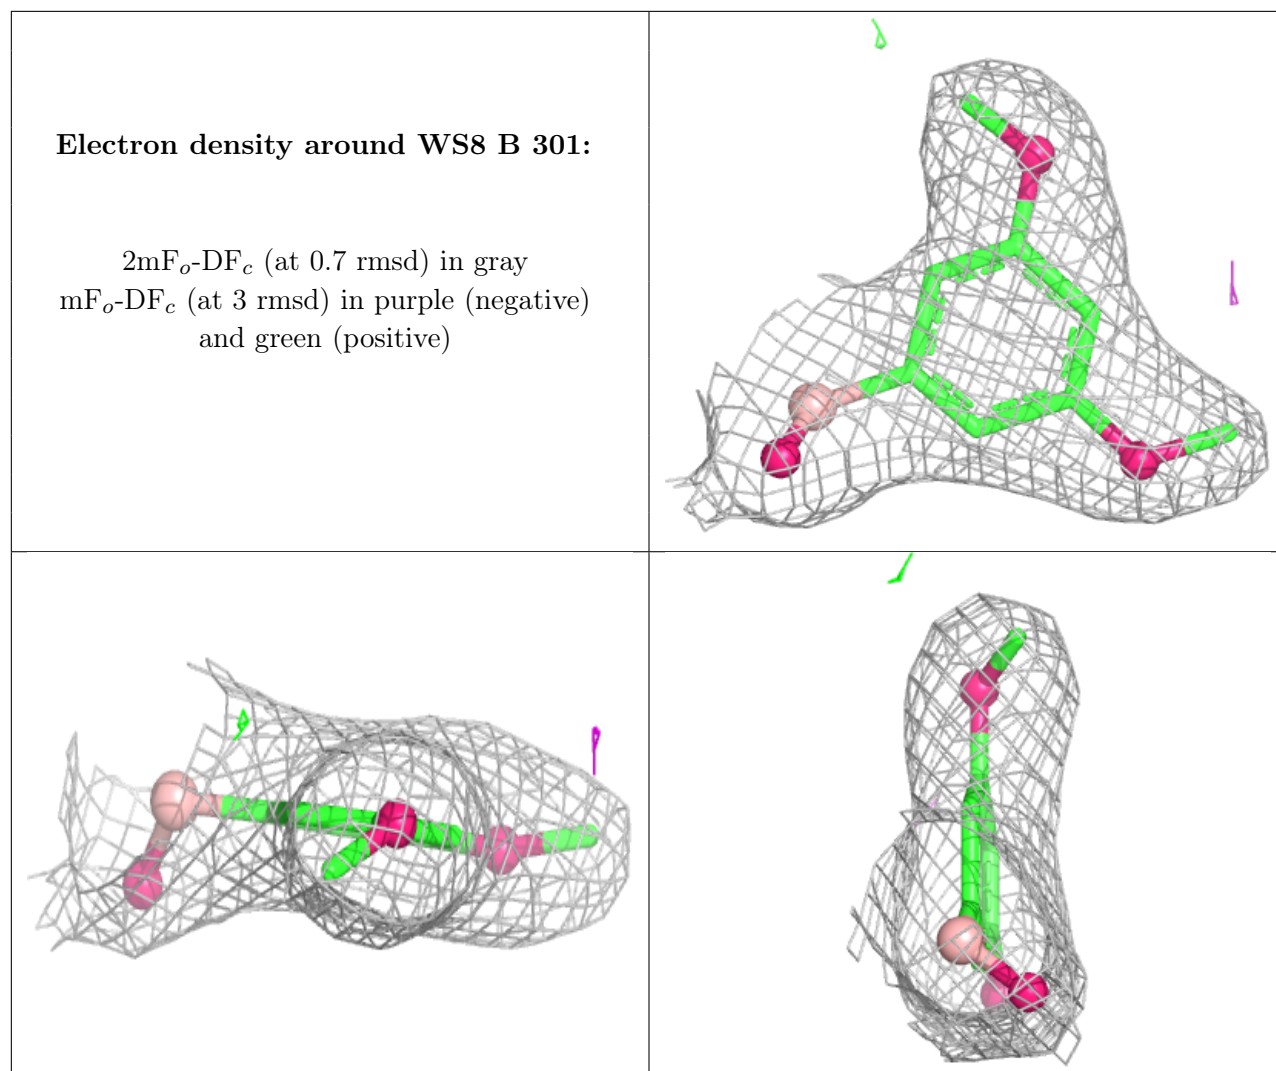 Electron density around WS8 B 301:
2mFₒ-DF𝒸 (at 0.7 rmsd) in gray
mFₒ-DF𝒸 (at 3 rmsd) in purple (negative)
and green (positive)